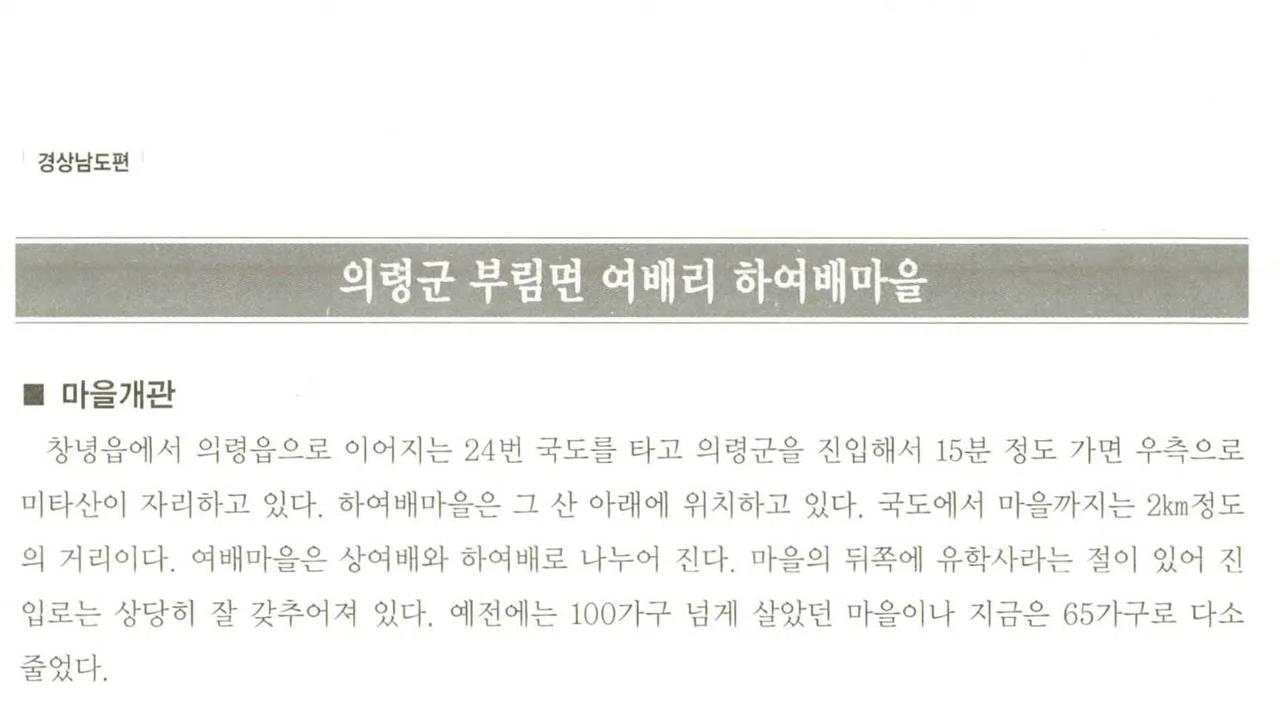 경상남도편
의령군 부림면 여배리 하여배마을
■ 마을개관
창녕읍에서 의령읍으로 이어지는 24번 국도를 타고 의령군을 진입해서 15분 정도 가면 우측으로
미타산이 자리하고 있다. 하여배마을은 그 산 아래에 위치하고 있다. 국도에서 마을까지는 2km정도
의 거리이다. 여배마을은 상여배와 하여배로 나누어 진다. 마을의 뒤쪽에 유학사라는 절이 있어 진
입로는 상당히 잘 갖추어져 있다. 예전에는 100가구 넘게 살았던 마을이나 지금은 65가구로 다소
줄었다.